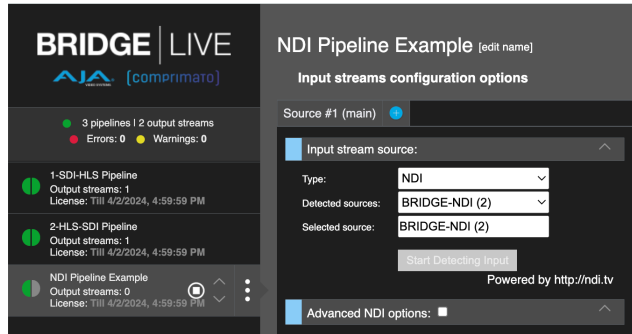 BRIDGE LIVE
AJA VIDEO SYSTEMS [comprimato]
3 pipelines | 2 output streams
Errors: 0 Warnings: 0
1-SDI-HLS Pipeline
Output streams: 1
License: Till 4/2/2024, 4:59:59 PM
2-HLS-SDI Pipeline
Output streams: 1
License: Till 4/2/2024, 4:59:59 PM
NDI Pipeline Example
Output streams: 0
License: Till 4/2/2024, 4:59:59 PM
NDI Pipeline Example [edit name]
Input streams configuration options
Source #1 (main)
Input stream source:
Type: NDI
Detected sources: BRIDGE-NDI (2)
Selected source: BRIDGE-NDI (2)
Start Detecting Input
Powered by http://ndi.tv
Advanced NDI options: